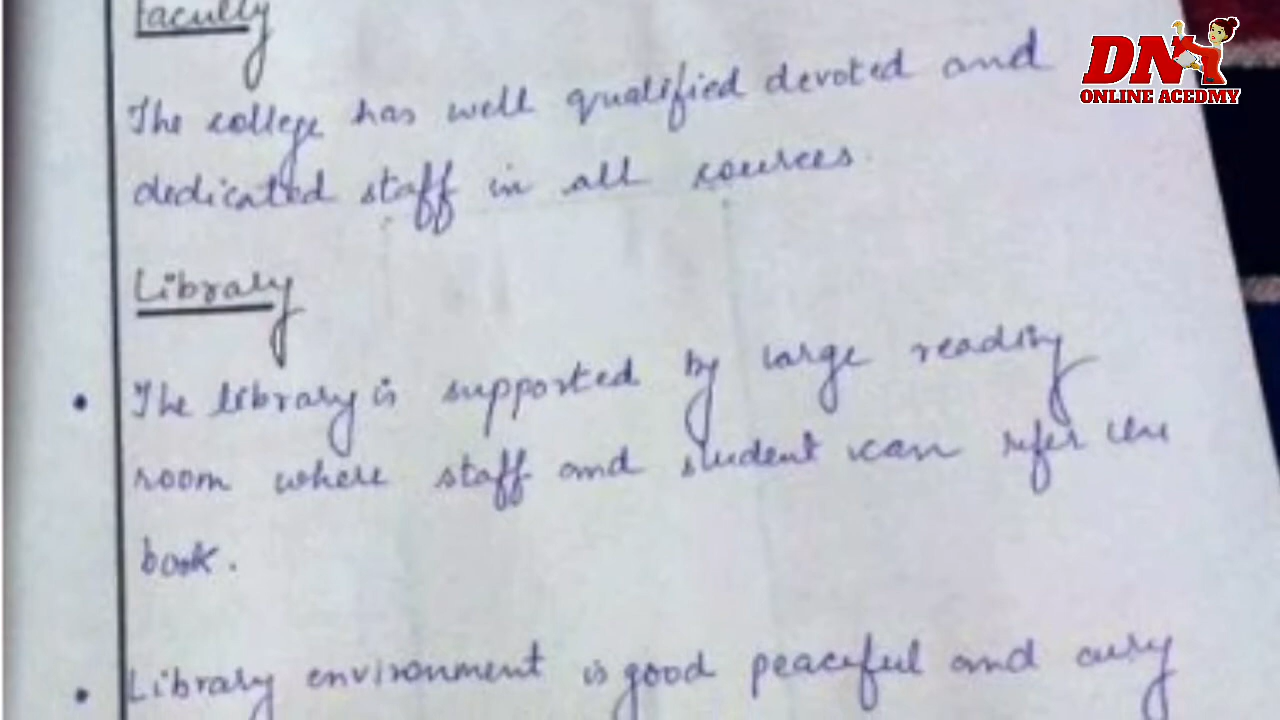 Faculty
The college has well qualified devoted and
dedicated staff in all cources.
Library
• The library is supported by large reading
room where staff and student can refer the
book.
• Library environment is good peaceful and
DN
ONLINE ACEDMY